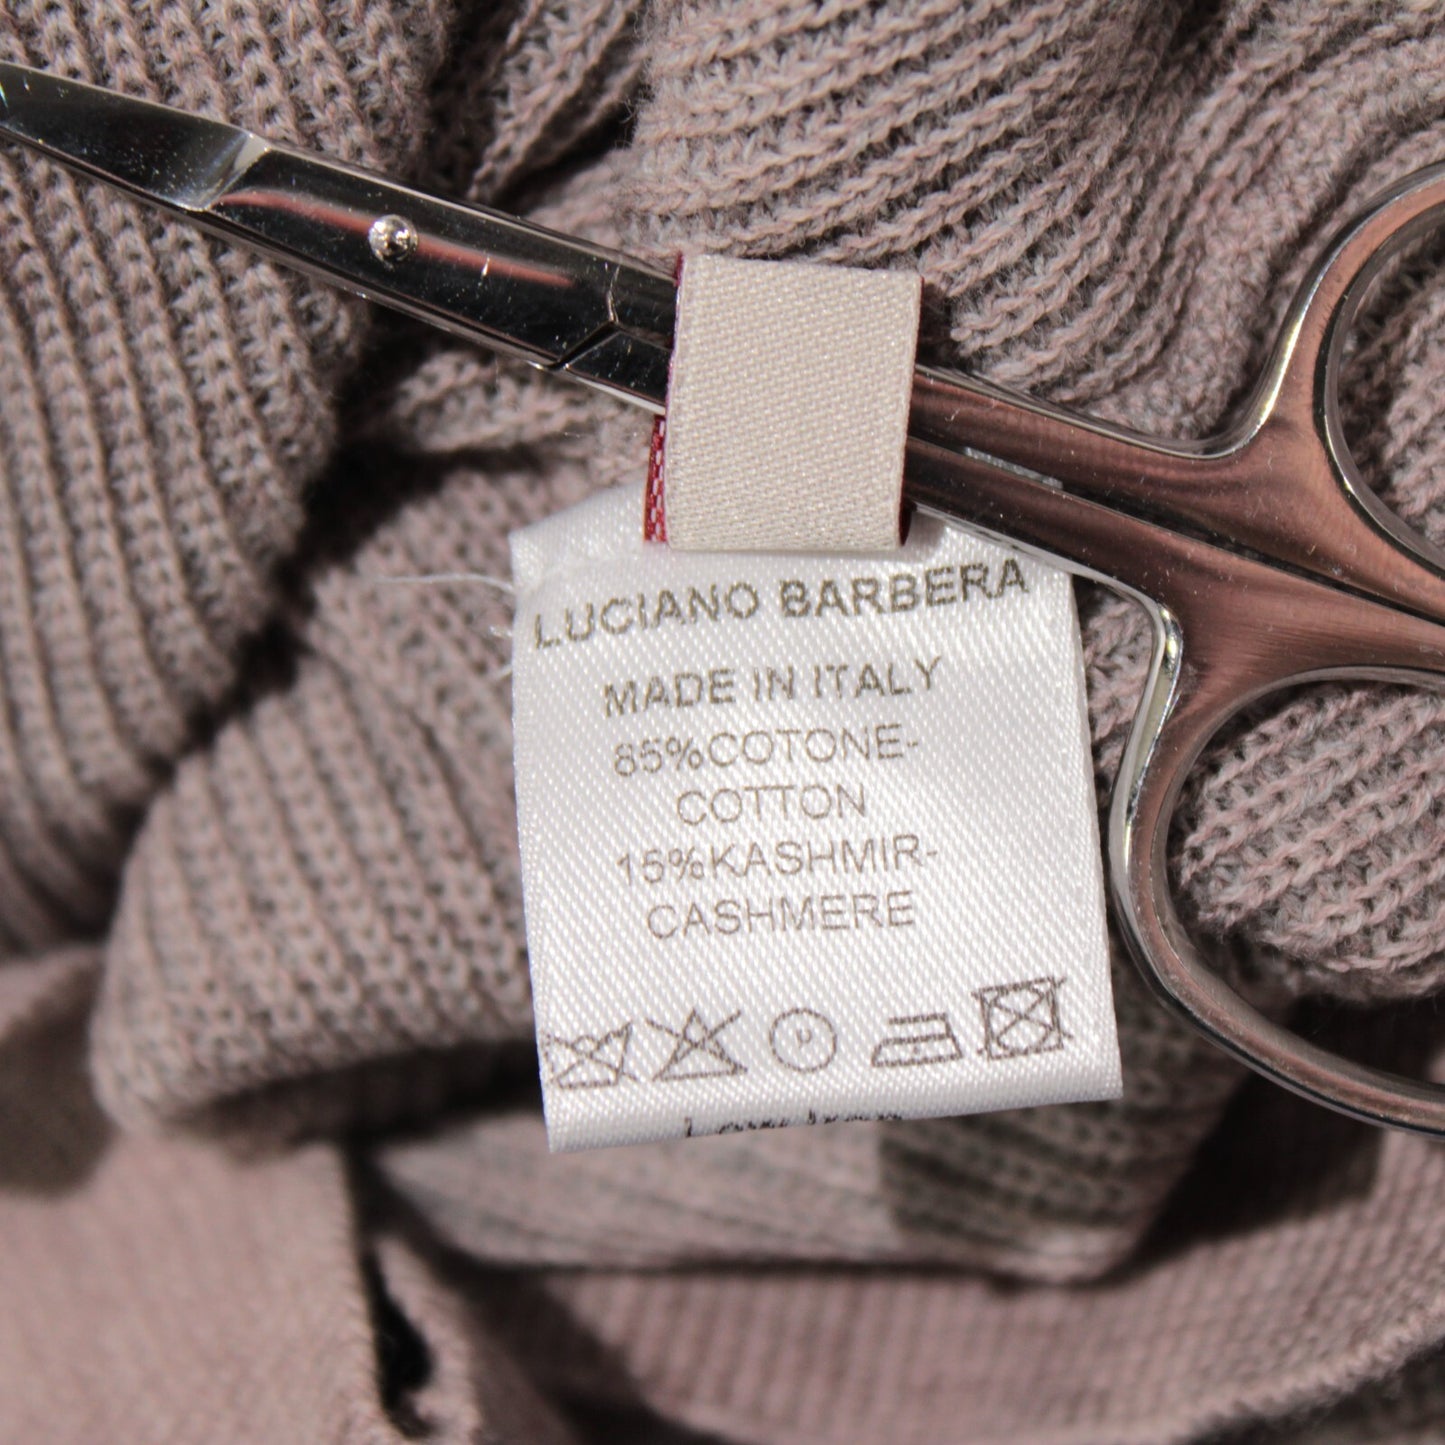 LUCIANO BARBERA
MADE IN ITALY
85%COTONE-
COTTON
15%KASHMIR-
CASHMERE
P